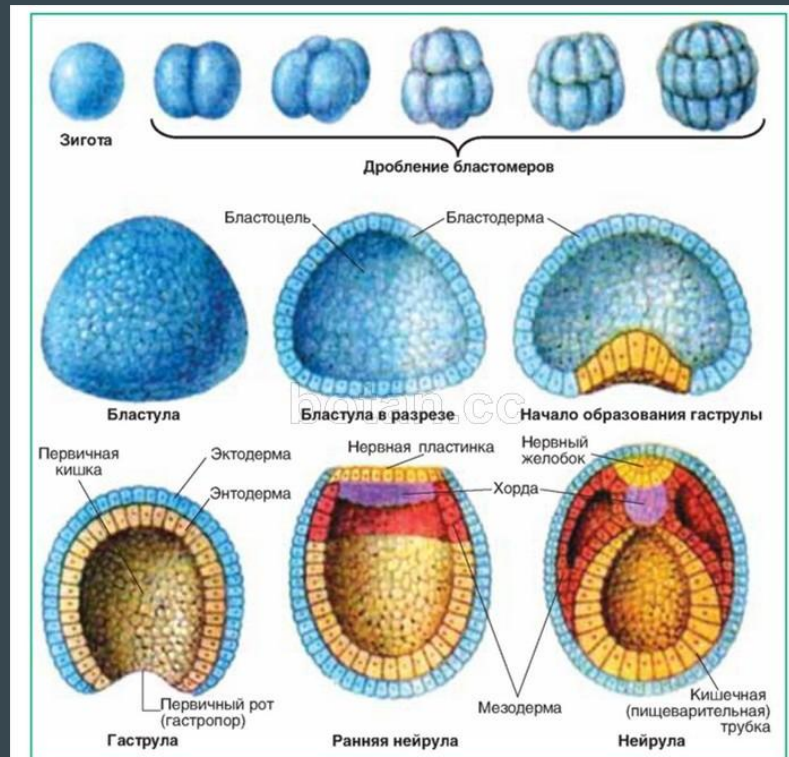 Зигота
Дробление бластомеров
Бластоцель
Бластодерма
Бластула
Бластула в разрезе
Начало образования гаструлы
botan.cc
Первичная
кишка
Эктодерма
Энтодерма
Нервная пластинка
Хорда
Нервный
желобок
Первичный рот
(гастропор)
Мезодерма
Кишечная
(пищеварительная)
трубка
Гаструла
Ранняя нейрула
Нейрула